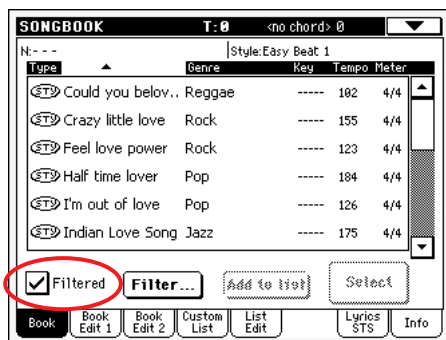 SONGBOOK T:0 <no chord> 0
N:--- Style:Easy Beat 1
Type Genre Key Tempo Meter
STY Could you belov.. Reggae ----- 102 4/4
STY Crazy little love Rock ----- 155 4/4
STY Feel love power Rock ----- 123 4/4
STY Half time lover Pop ----- 184 4/4
STY I'm out of love Pop ----- 126 4/4
STY Indian Love Song Jazz ----- 175 4/4
Filtered Filter... Add to list Select
Book Book Edit 1 Book Edit 2 Custom List List Edit Lyrics STS Info